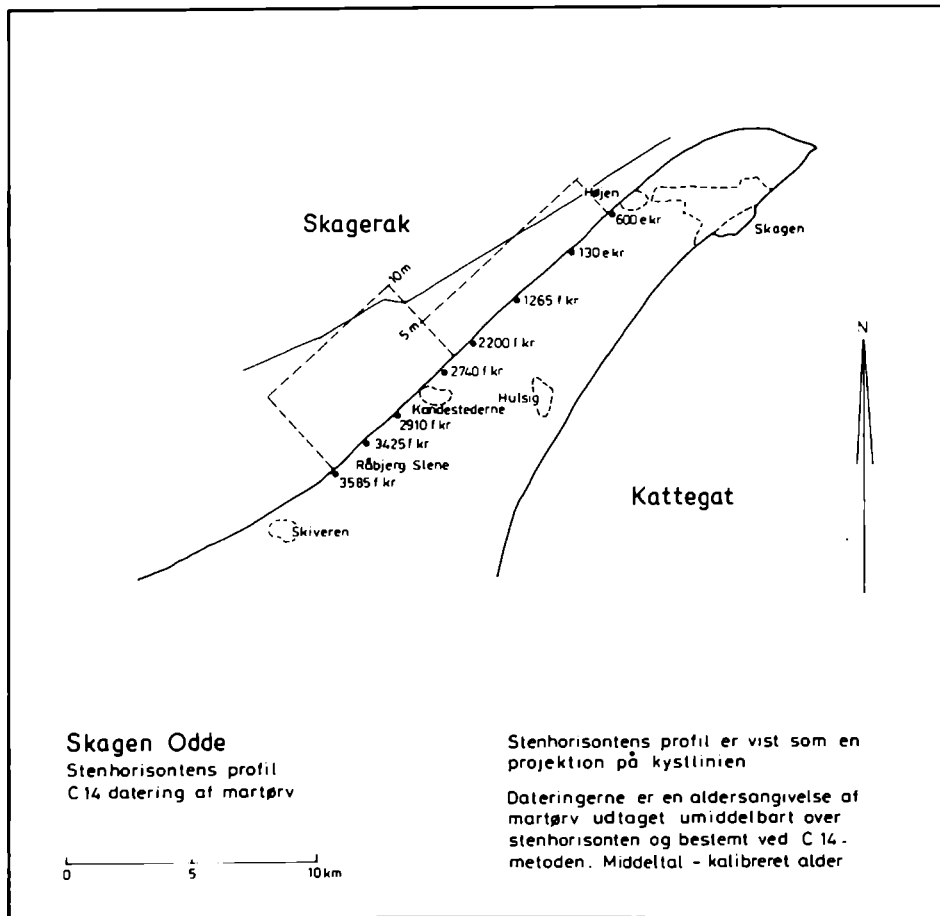 Højen
Skagerak
600 e kr
Skagen
130 e kr
10 m
1265 f kr
N
5 m
2200 f kr
2740 f kr
Hulsig
Kandestederne
2910 f kr
3425 f kr
Råbjerg Stene
3585 f kr
Kattegat
Skiveren
Skagen Odde
Stenhorisontens profil
C 14 datering af martørv
0 5 10 km
Stenhorisontens profil er vist som en
projektion på kystlinien
Dateringerne er en aldersangivelse af
martørv udtaget umiddelbart over
stenhorisonten og bestemt ved C 14-
metoden. Middeltal - kalibreret alder